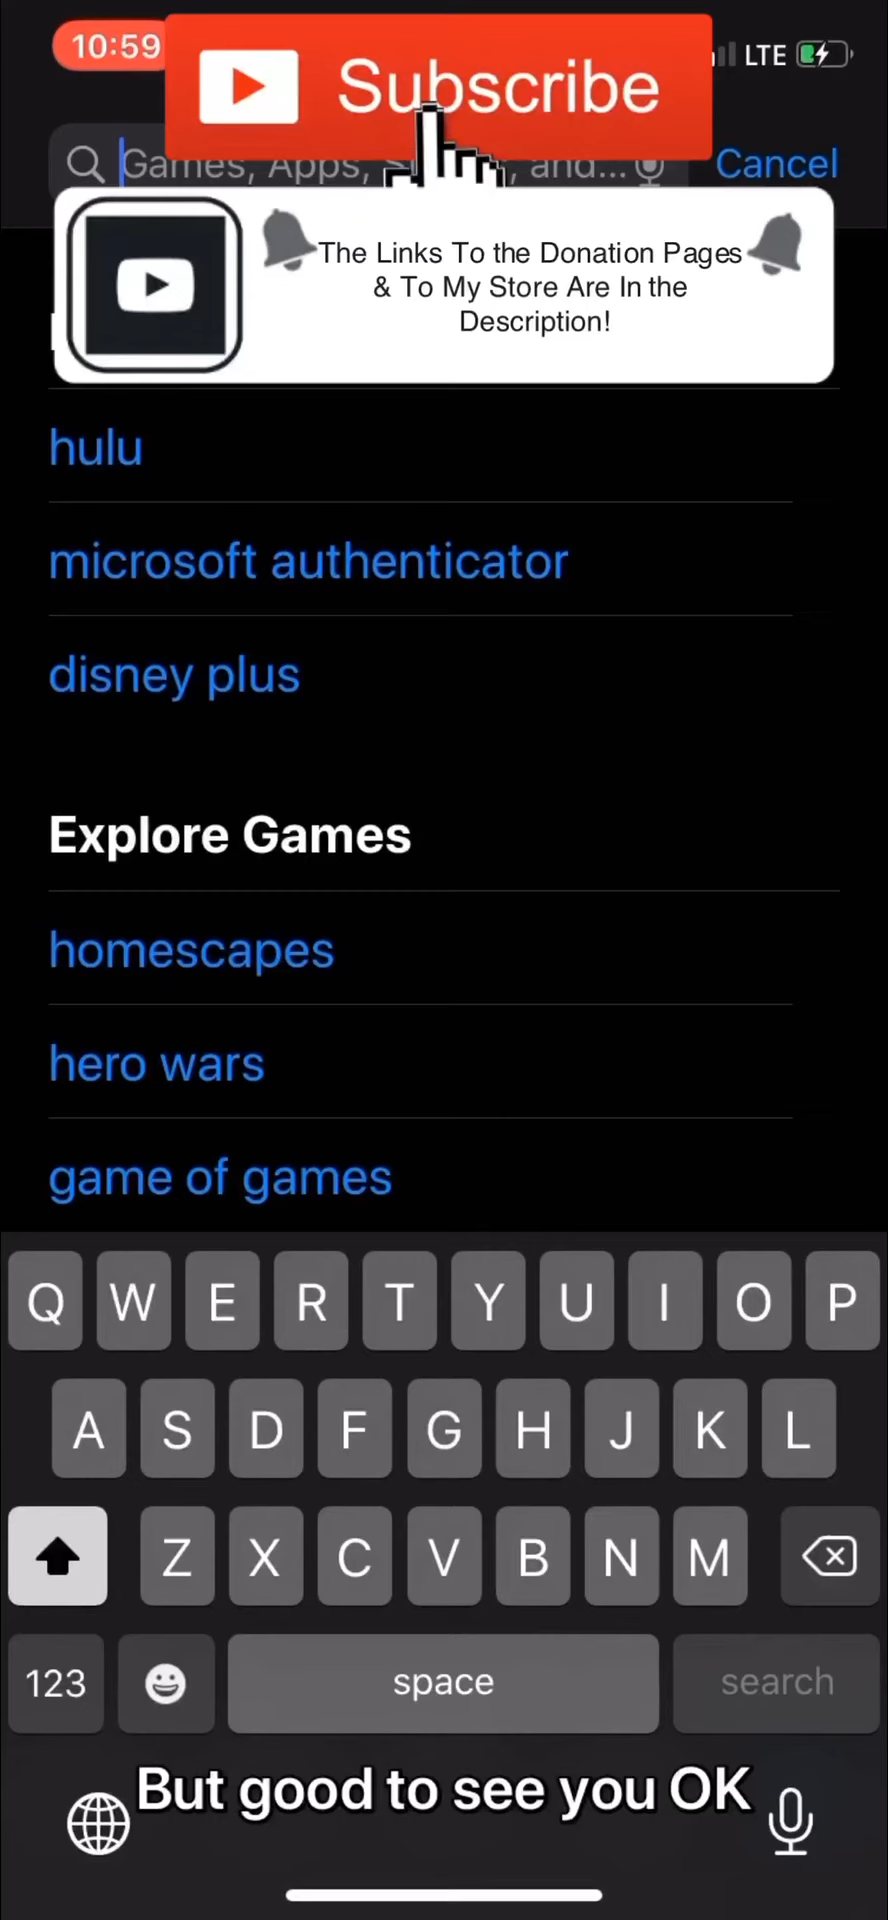 10:59
Subscribe
LTE
Games, Apps, and...
Cancel
The Links To the Donation Pages
& To My Store Are In the
Description!
hulu
microsoft authenticator
disney plus
Explore Games
homescapes
hero wars
game of games
Q W E R T Y U I O P
A S D F G H J K L
Z X C V B N M
123 space search
But good to see you OK